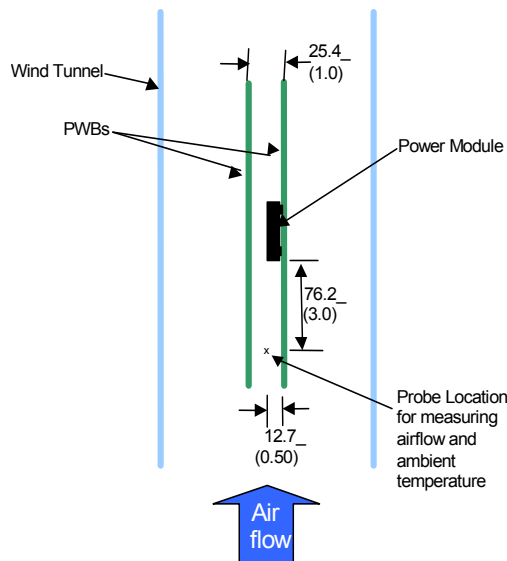 25.4_
(1.0)
Wind Tunnel
PWBs
Power Module
76.2_
(3.0)
x
Probe Location
for measuring
airflow and
ambient
temperature
12.7_
(0.50)
Air
flow